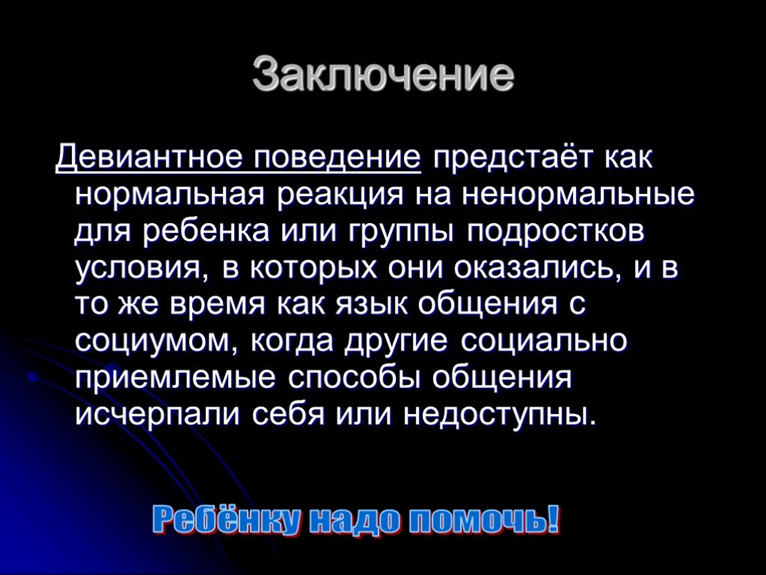 Заключение
Девиантное поведение предстаёт как
нормальная реакция на ненормальные
для ребенка или группы подростков
условия, в которых они оказались, и в
то же время как язык общения с
социумом, когда другие социально
приемлемые способы общения
исчерпали себя или недоступны.
Ребёнку надо помочь!